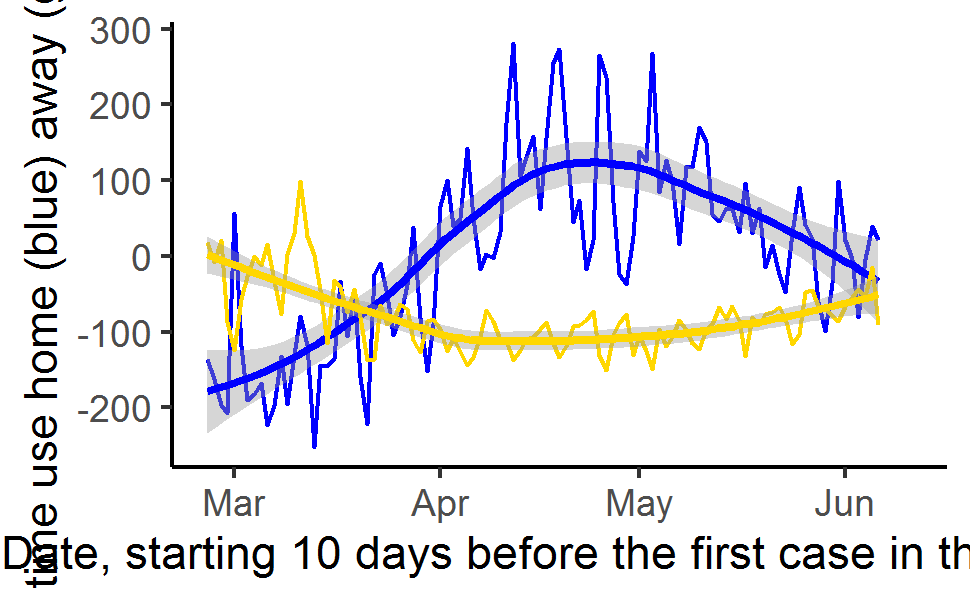 time use home (blue) away (
300
200
100
0
-100
-200
Mar Apr May Jun
Date, starting 10 days before the first case in th